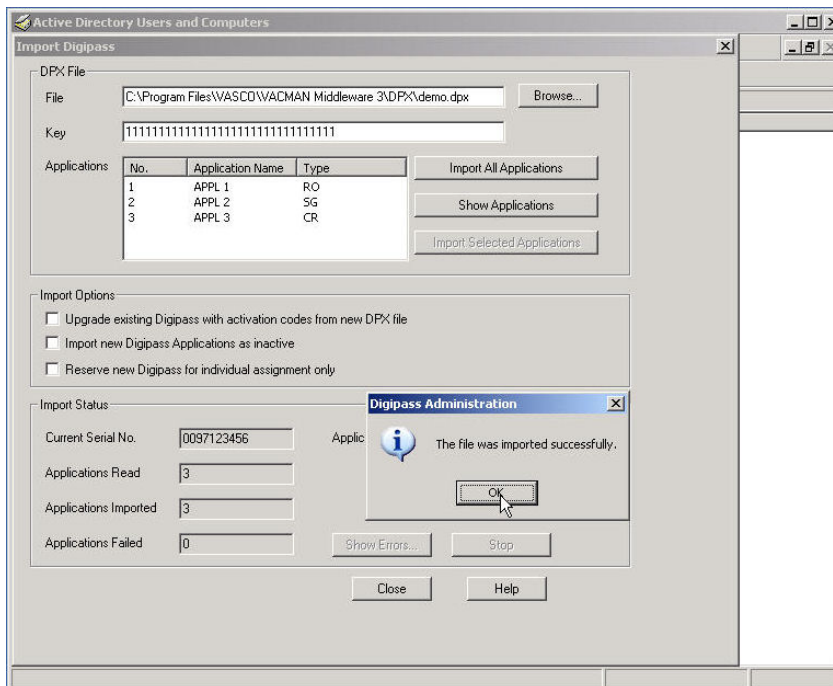 Active Directory Users and Computers
Import Digipass
DPX File
File C:\Program Files\VASCO\VACMAN Middleware 3\DPX\demo.dpx Browse...
Key 11111111111111111111111111111111
Applications No. Application Name Type Import All Applications
1 APPL 1 RO
2 APPL 2 SG Show Applications
3 APPL 3 CR
Import Selected Applications
Import Options
Upgrade existing Digipass with activation codes from new DPX file
Import new Digipass Applications as inactive
Reserve new Digipass for individual assignment only
Import Status
Digipass Administration
Current Serial No. 0097123456 Applic
The file was imported successfully.
Applications Read 3
OK
Applications Imported 3
Applications Failed 0 Show Errors... Stop
Close Help